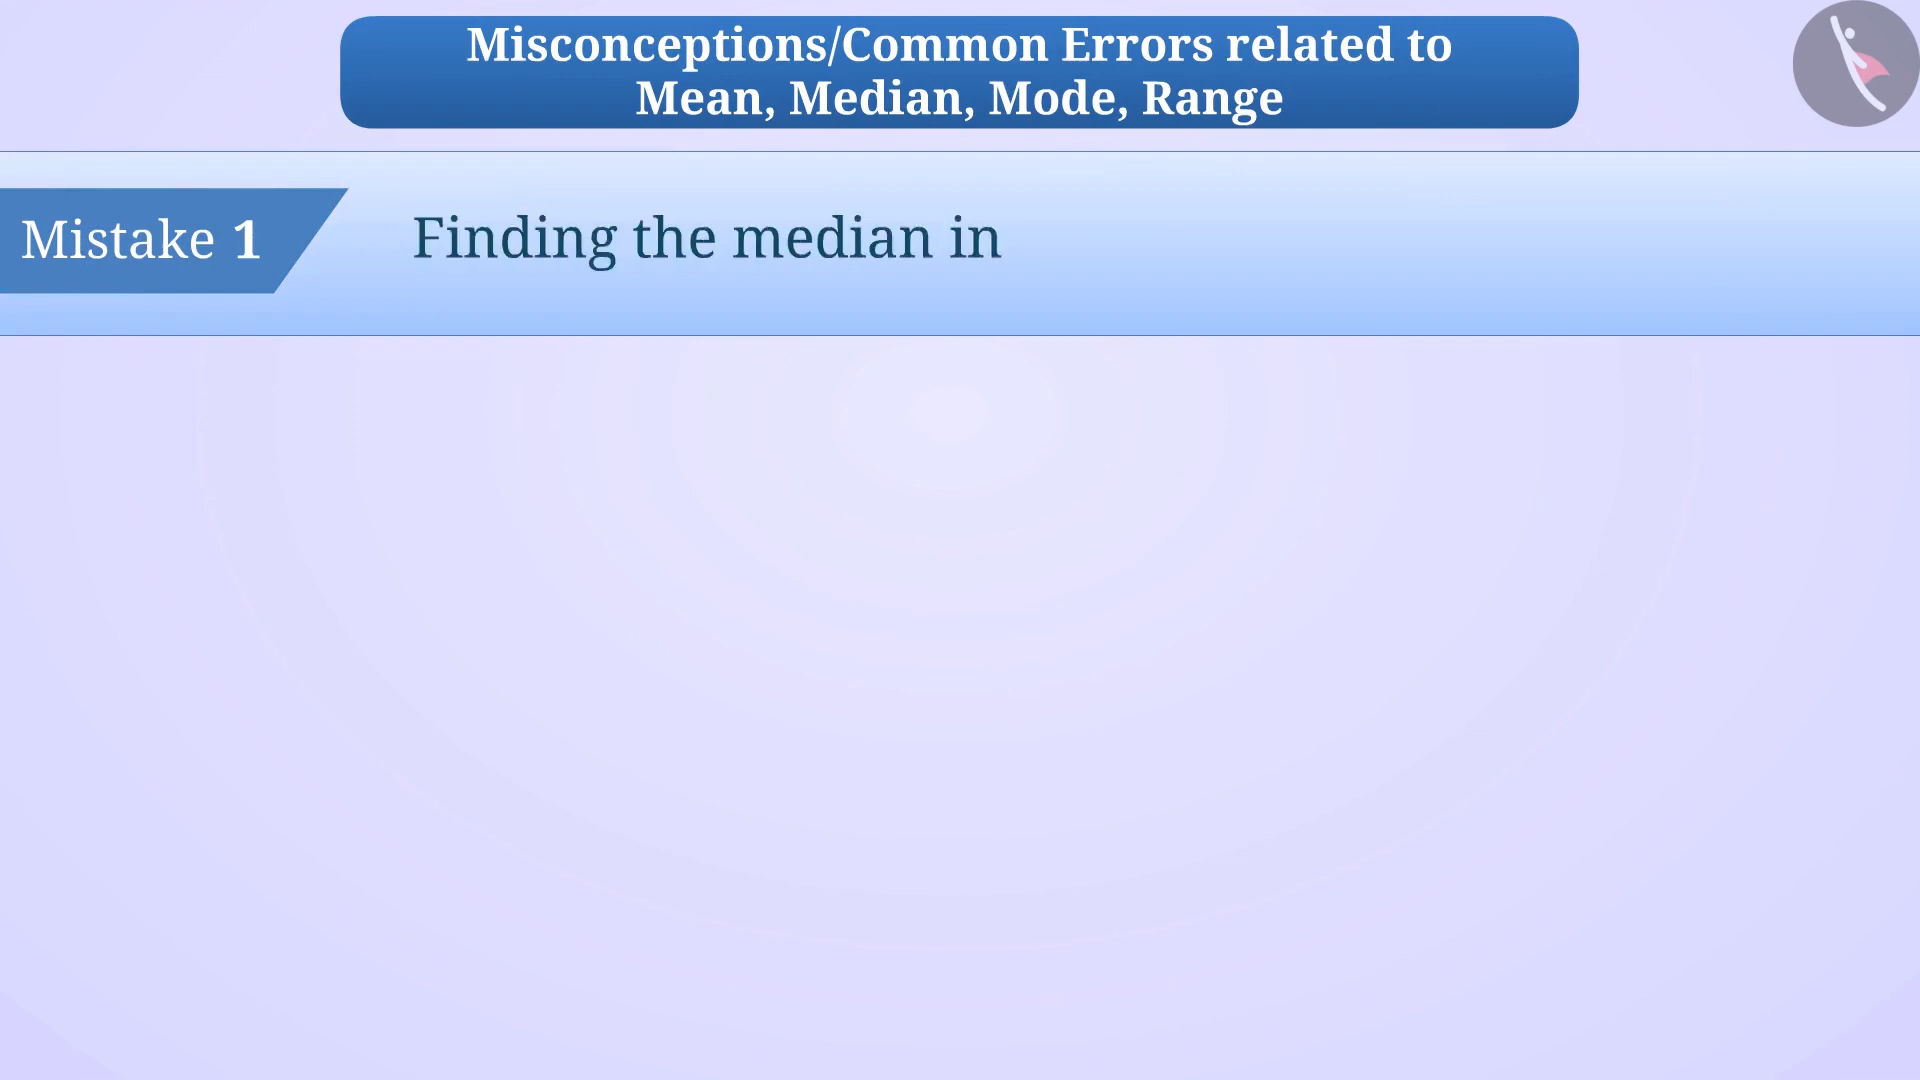 Misconceptions/Common Errors related to
Mean, Median, Mode, Range
Mistake 1
Finding the median in